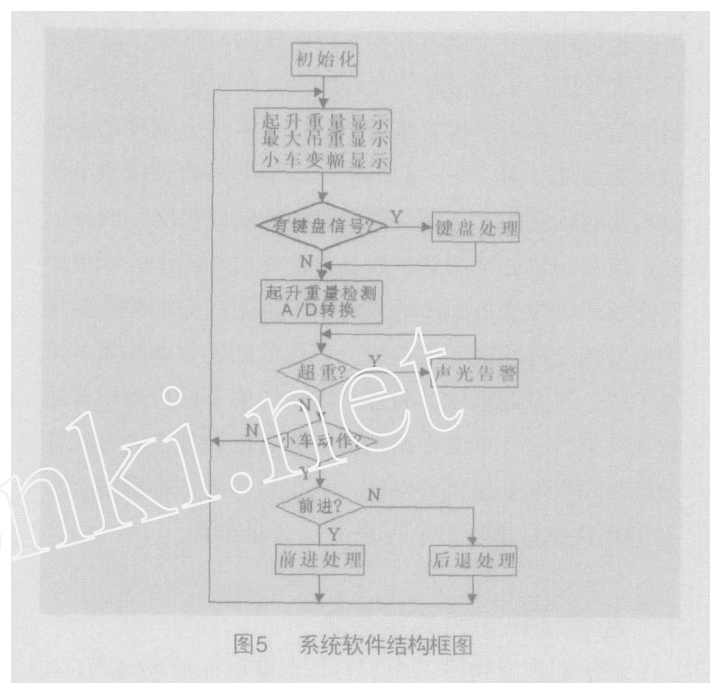 初始化
起升重量显示
最大吊重显示
小车变幅显示
有键盘信号?
Y
键盘处理
N
起升重量检测
A/D转换
超重?
Y
声光告警
N
小车动作?
N
Y
前进?
N
Y
前进处理
后退处理
nki.net
图5 系统软件结构框图